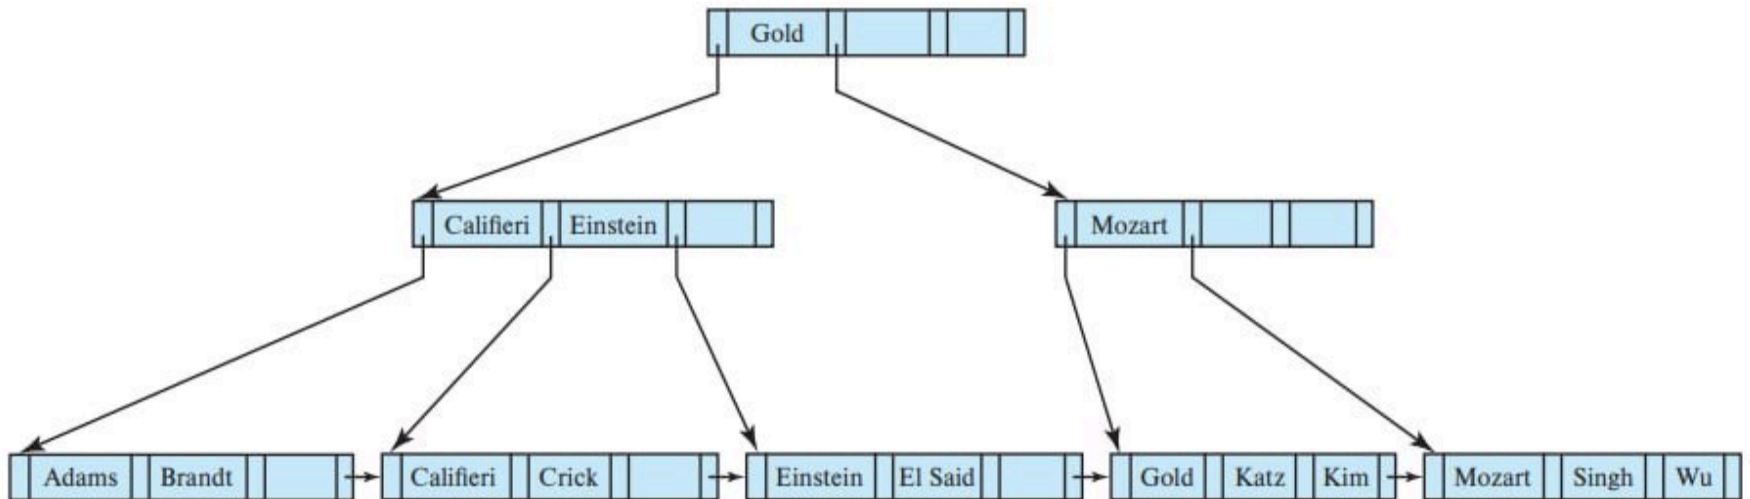 Gold
Califieri Einstein Mozart
Adams Brandt Califieri Crick Einstein El Said Gold Katz Kim Mozart Singh Wu